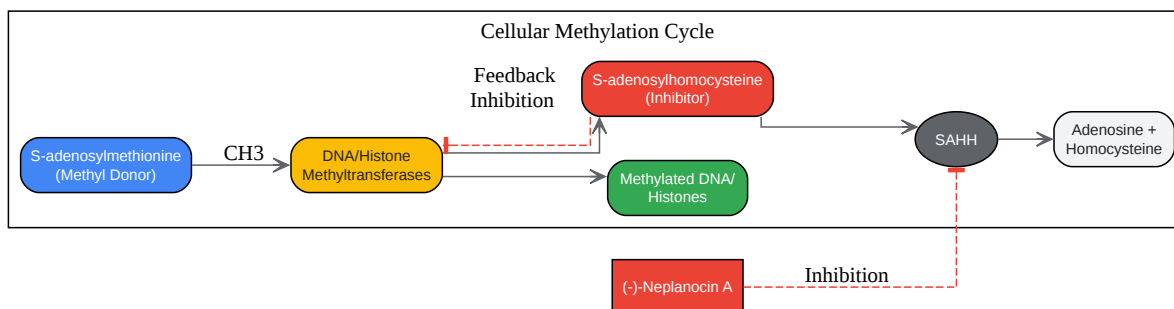 Cellular Methylation Cycle
Feedback
Inhibition
S-adenosylhomocysteine
(Inhibitor)
S-adenosylmethionine
(Methyl Donor)
CH3
DNA/Histone
Methyltransferases
SAHH
Adenosine +
Homocysteine
Methylated DNA/
Histones
(-)-Neplanocin A
Inhibition